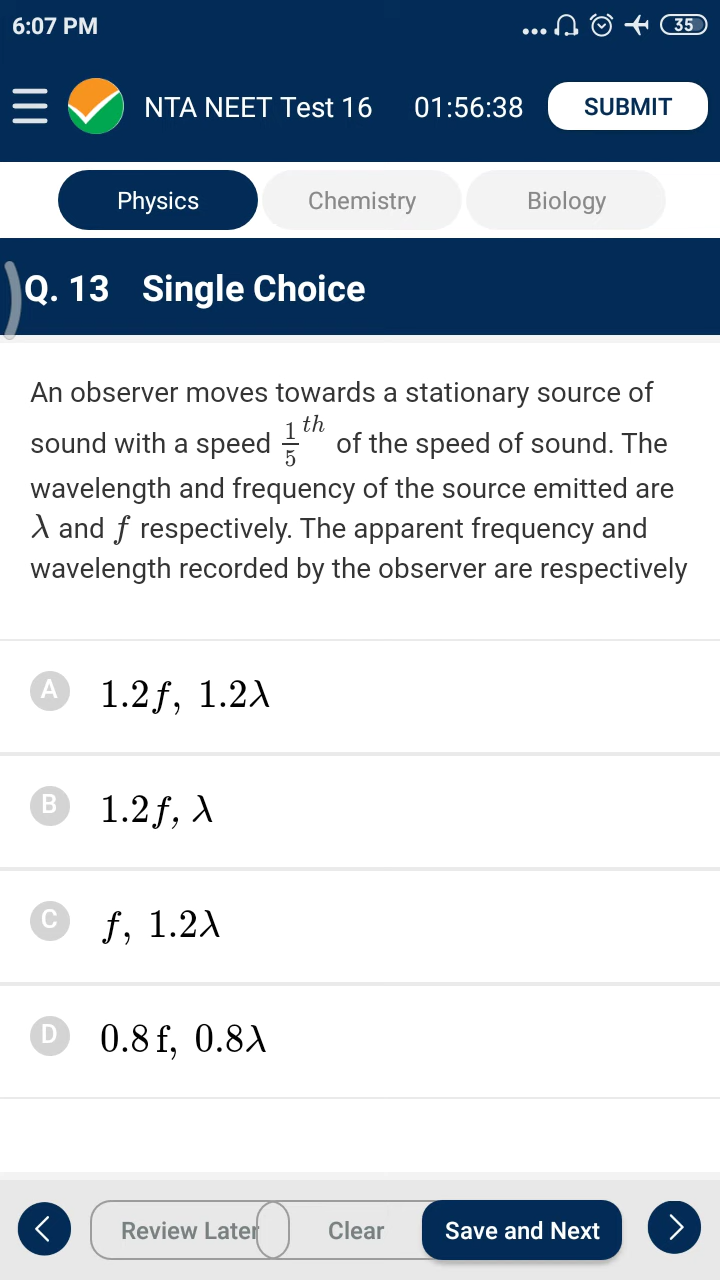 6:07 PM
35
NTA NEET Test 16 01:56:38 SUBMIT
Physics Chemistry Biology
Q. 13 Single Choice
An observer moves towards a stationary source of
sound with a speed 1/5 th of the speed of sound. The
wavelength and frequency of the source emitted are
λ and f respectively. The apparent frequency and
wavelength recorded by the observer are respectively
A 1.2f, 1.2λ
B 1.2f, λ
C f, 1.2λ
D 0.8 f, 0.8λ
Review Later Clear Save and Next